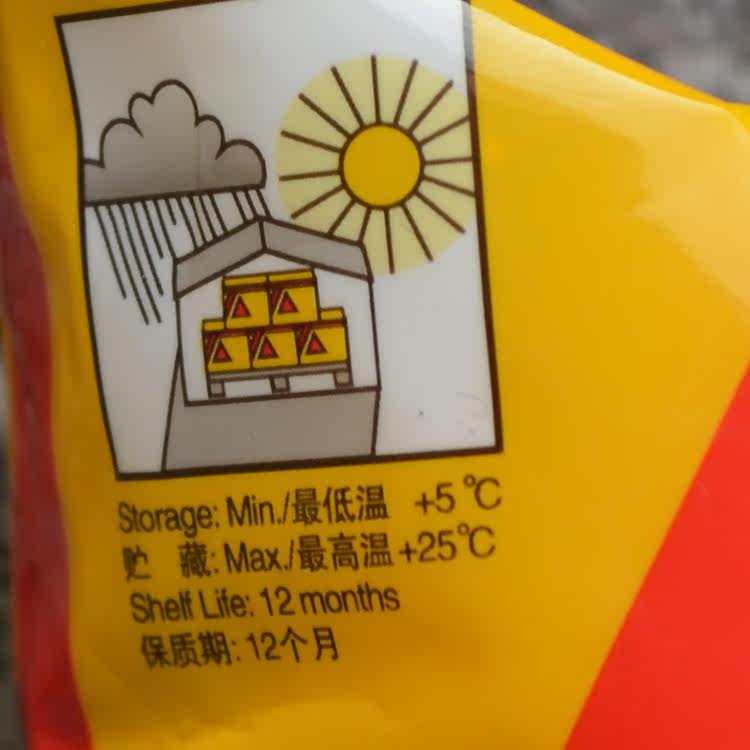 Storage: Min./最低温 +5℃
贮 藏: Max./最高温 +25℃
Shelf Life: 12 months
保质期: 12个月